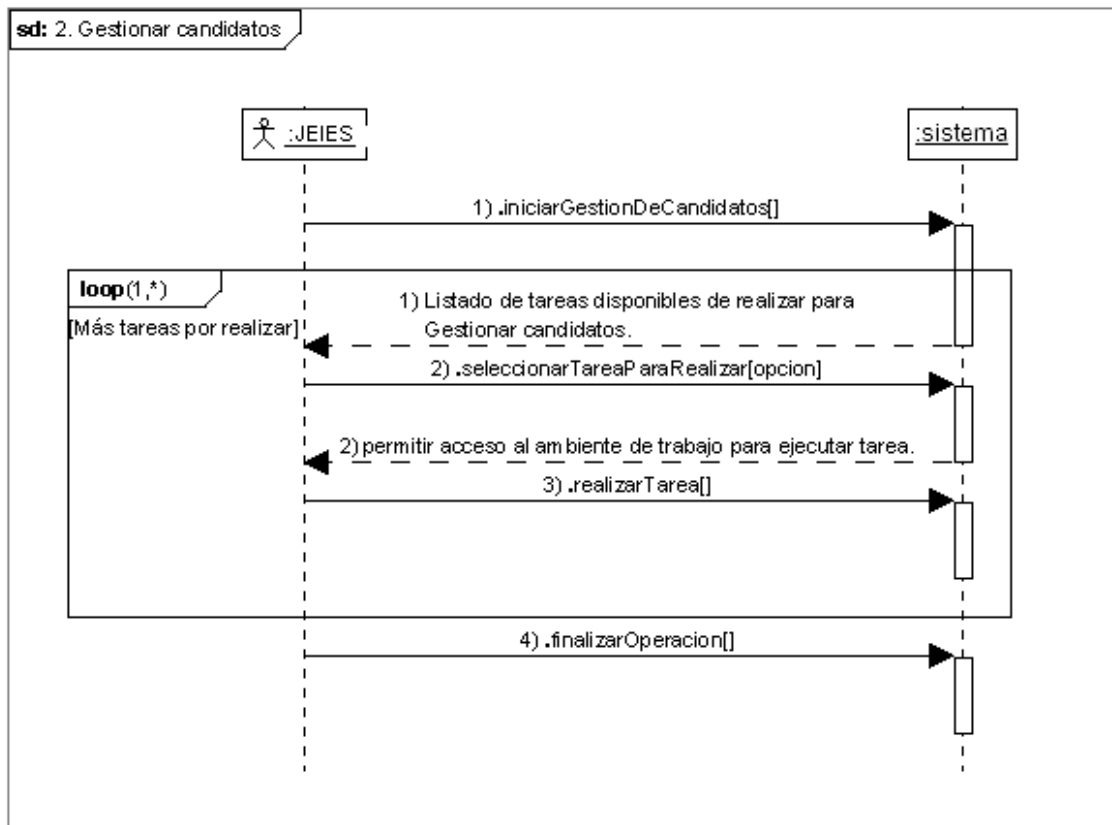 sd: 2. Gestionar candidatos
:JEIES
:sistema
1) .iniciarGestionDeCandidatos[]
loop(1,*)
[Más tareas por realizar]
1) Listado de tareas disponibles de realizar para
Gestionar candidatos.
2) .seleccionarTareaParaRealizar[opcion]
2) permitir acceso al ambiente de trabajo para ejecutar tarea.
3) .realizarTarea[]
4) .finalizarOperacion[]